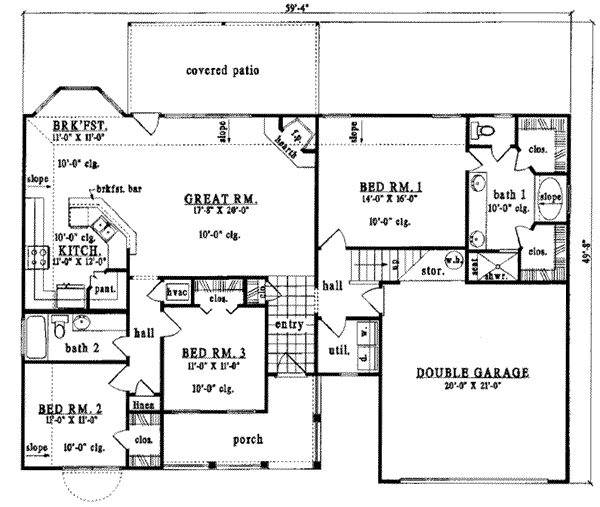 59'-4"
covered patio
BRK'FST.
11'-0" X 11'-0"
10'-0" clg.
slope
brkfst. bar
slope
f.p.
hearth
slope
GREAT RM.
17'-8" X 20'-0"
10'-0" clg.
BED RM. 1
14'-0" X 16'-0"
10'-0" clg.
clos.
bath 1
10'-0" clg.
slope
clos.
49'-8"
10'-0" clg.
KITCH.
11'-0" X 12'-0"
pant.
hvac
clos.
clo.
hall
up
stor.
w.h.
seat
shwr.
hall
entry
util.
w.
d.
bath 2
BED RM. 3
11'-0" X 11'-0"
10'-0" clg.
DOUBLE GARAGE
20'-0" X 21'-0"
BED RM. 2
11'-0" X 11'-0"
10'-0" clg.
slope
linen
clos.
porch